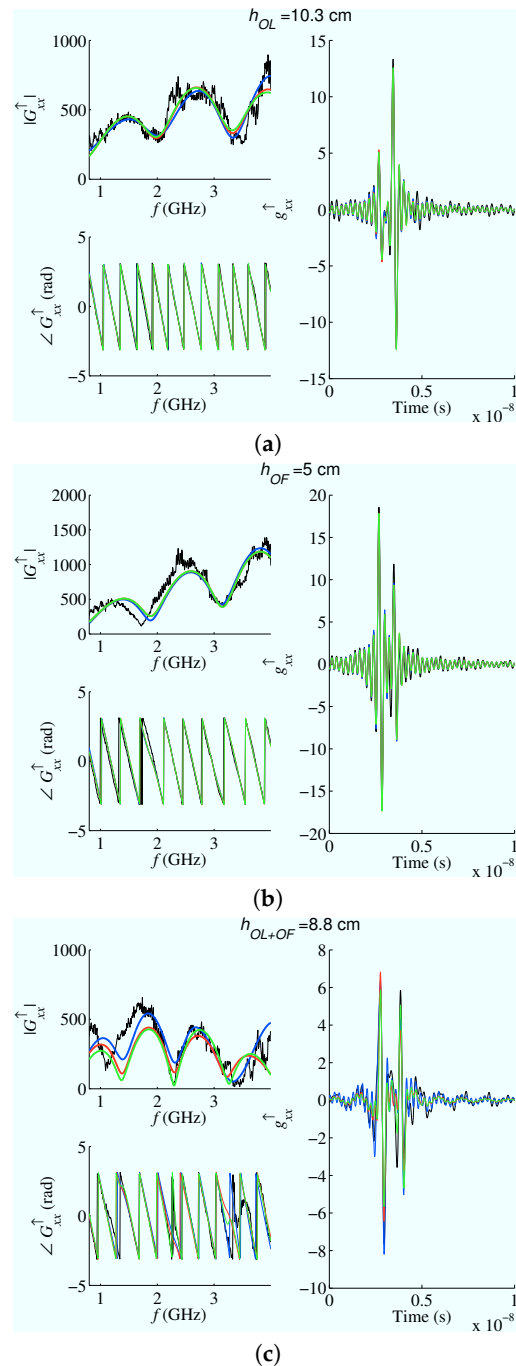 h_OL =10.3 cm
|G↑xx|
1000
500
0
1
2
3
f (GHz)
∠ G↑xx (rad)
5
0
−5
1
2
3
f (GHz)
g↑xx
15
10
5
0
−5
−10
−15
0
0.5
1
Time (s)
x 10⁻⁸
(a)
h_OF =5 cm
|G↑xx|
2000
1500
1000
500
0
1
2
3
f (GHz)
∠ G↑xx (rad)
5
0
−5
1
2
3
f (GHz)
g↑xx
20
15
10
5
0
−5
−10
−15
−20
0
0.5
1
Time (s)
x 10⁻⁸
(b)
h_OL+OF =8.8 cm
|G↑xx|
1000
500
0
1
2
3
f (GHz)
∠ G↑xx (rad)
5
0
−5
1
2
3
f (GHz)
g↑xx
8
6
4
2
0
−2
−4
−6
−8
−10
0
0.5
1
Time (s)
x 10⁻⁸
(c)